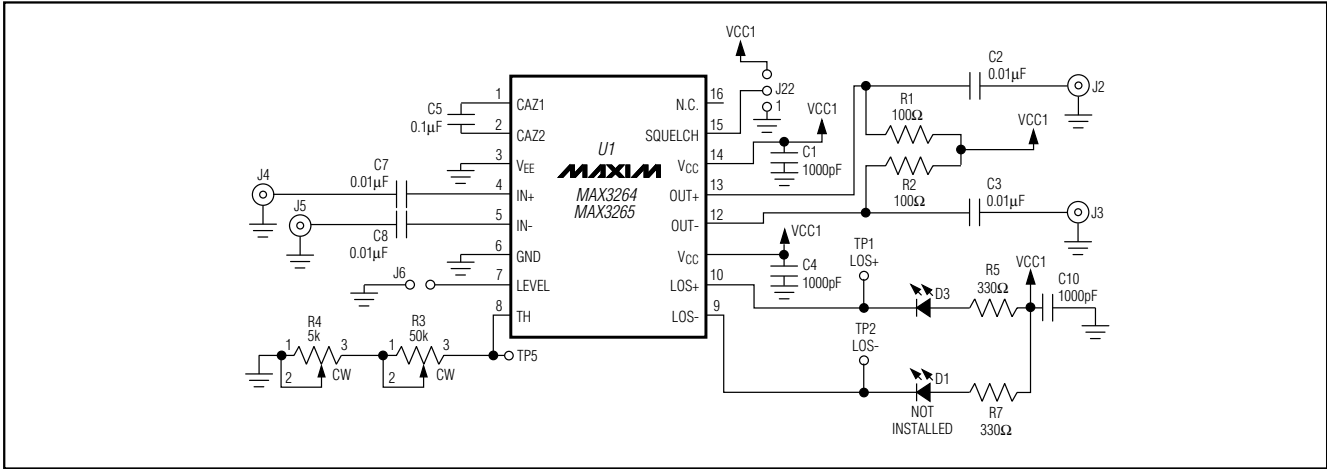 VCC1
J22
1
C2
0.01µF
J2
R1
100Ω
R2
100Ω
VCC1
C3
0.01µF
J3
VCC1
C1
1000pF
C5
0.1µF
1
CAZ1
2
CAZ2
3
VEE
4
IN+
5
IN-
6
GND
7
LEVEL
8
TH
U1
MAXIM
MAX3264
MAX3265
16
N.C.
15
SQUELCH
14
VCC
13
OUT+
12
OUT-
VCC
10
LOS+
9
LOS-
C7
0.01µF
J4
J5
C8
0.01µF
J6
R4
5k
1
3
2
CW
R3
50k
1
3
2
CW
TP5
VCC1
C4
1000pF
TP1
LOS+
D3
R5
330Ω
VCC1
C10
1000pF
TP2
LOS-
D1
NOT
INSTALLED
R7
330Ω